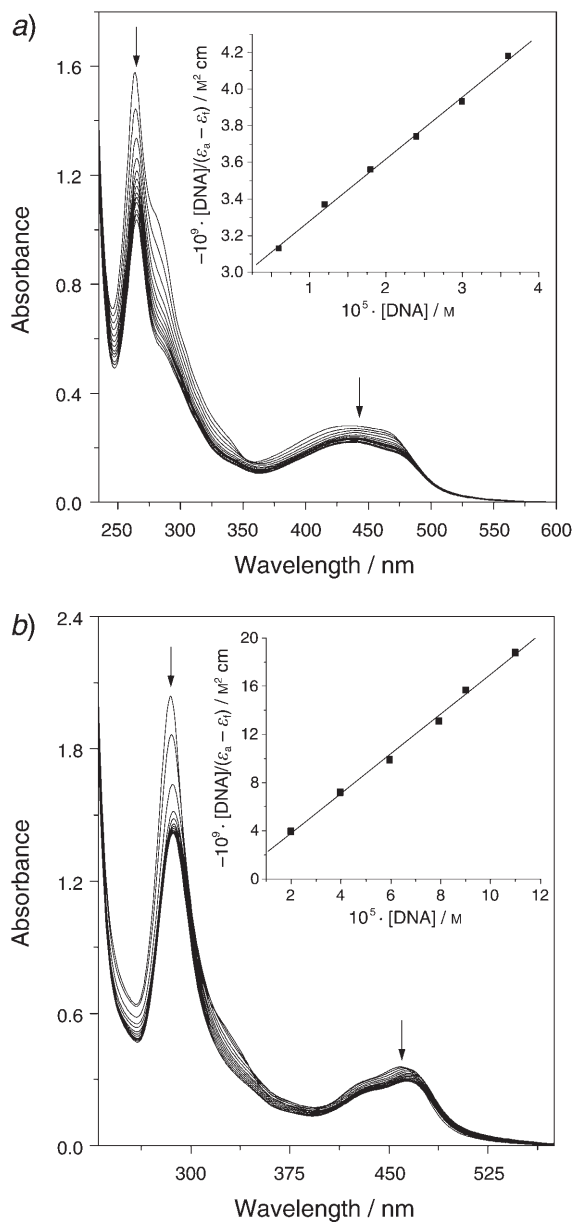 a)
1.6
1.2
0.8
0.4
0.0
Absorbance
250 300 350 400 450 500 550 600
Wavelength / nm
4.2
4.0
3.8
3.6
3.4
3.2
3.0
−10⁹ · [DNA]/(εa – εf) / M² cm
1 2 3 4
10⁵ · [DNA] / M
b)
2.4
1.8
1.2
0.6
0.0
Absorbance
300 375 450 525
Wavelength / nm
20
16
12
8
4
0
−10⁹ · [DNA]/(εa – εf) / M² cm
2 4 6 8 10 12
10⁵ · [DNA] / M